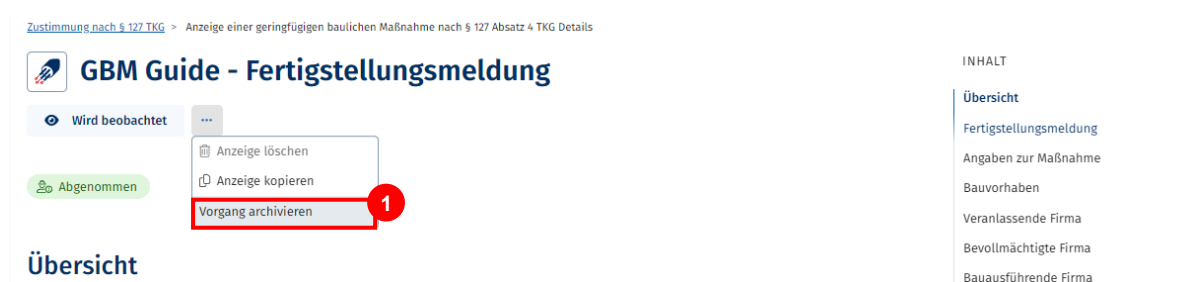 Zustimmung nach § 127 TKG > Anzeige einer geringfügigen baulichen Maßnahme nach § 127 Absatz 4 TKG Details
GBM Guide - Fertigstellungsmeldung
Wird beobachtet ...
Anzeige löschen
Anzeige kopieren
Vorgang archivieren
1
Abgenommen
Übersicht
INHALT
Übersicht
Fertigstellungsmeldung
Angaben zur Maßnahme
Bauvorhaben
Veranlassende Firma
Bevollmächtigte Firma
Bauausführende Firma